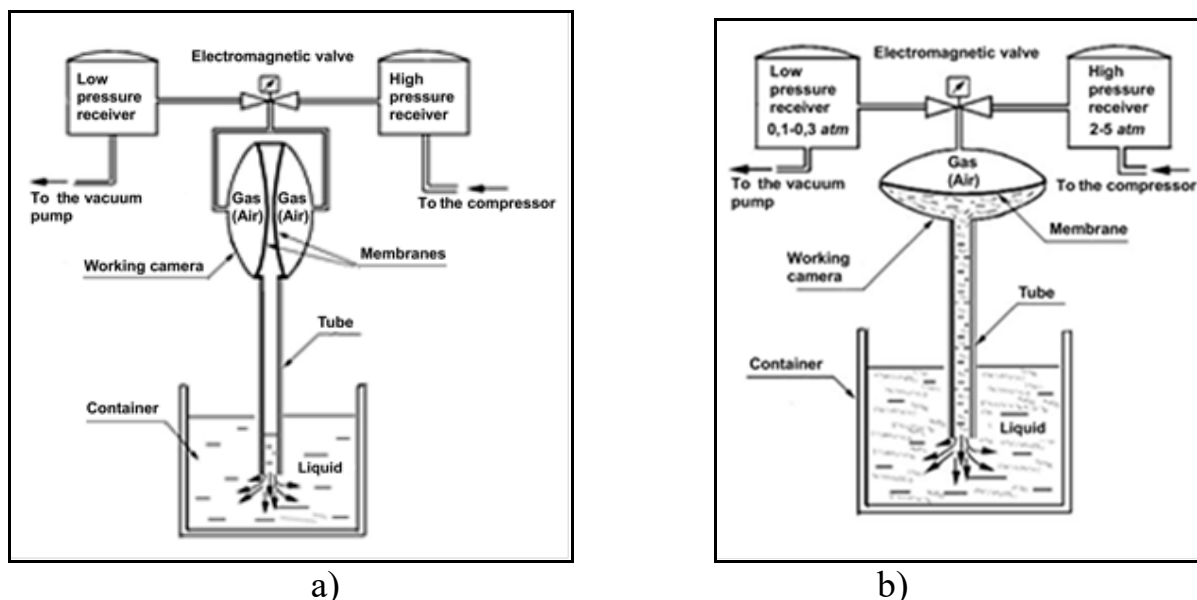 Electromagnetic valve
Low
pressure
receiver
High
pressure
receiver
To the vacuum
pump
To the compressor
Gas
(Air)
Gas
(Air)
Membranes
Working camera
Tube
Container
Liquid
a)
Electromagnetic valve
Low
pressure
receiver
0,1-0,3 atm
High
pressure
receiver
2-5 atm
To the vacuum
pump
To the compressor
Gas
(Air)
Membrane
Working
camera
Tube
Container
Liquid
b)